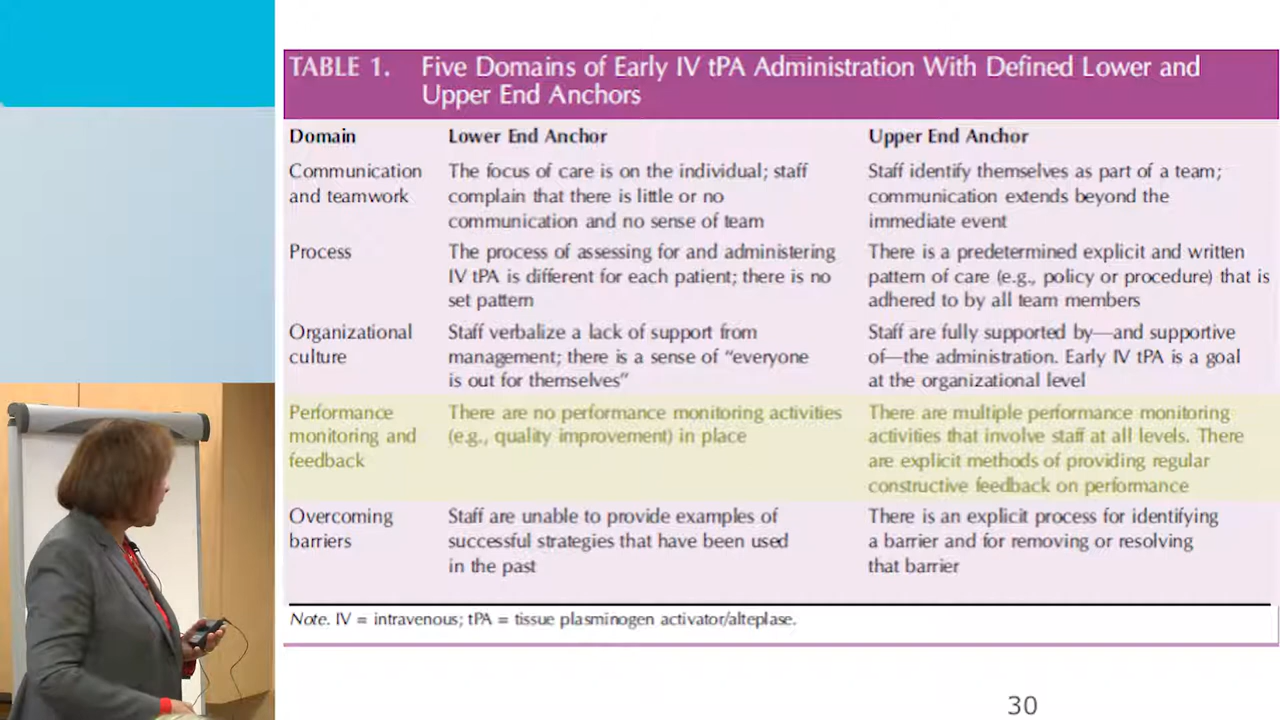 TABLE 1. Five Domains of Early IV tPA Administration With Defined Lower and
Upper End Anchors
Domain Lower End Anchor Upper End Anchor
Communication
and teamwork
The focus of care is on the individual; staff
complain that there is little or no
communication and no sense of team
Staff identify themselves as part of a team;
communication extends beyond the
immediate event
Process
The process of assessing for and administering
IV tPA is different for each patient; there is no
set pattern
There is a predetermined explicit and written
pattern of care (e.g., policy or procedure) that is
adhered to by all team members
Organizational
culture
Staff verbalize a lack of support from
management; there is a sense of “everyone
is out for themselves”
Staff are fully supported by—and supportive
of—the administration. Early IV tPA is a goal
at the organizational level
Performance
monitoring and
feedback
There are no performance monitoring activities
(e.g., quality improvement) in place
There are multiple performance monitoring
activities that involve staff at all levels. There
are explicit methods of providing regular
constructive feedback on performance
Overcoming
barriers
Staff are unable to provide examples of
successful strategies that have been used
in the past
There is an explicit process for identifying
a barrier and for removing or resolving
that barrier
Note. IV = intravenous; tPA = tissue plasminogen activator/alteplase.
30